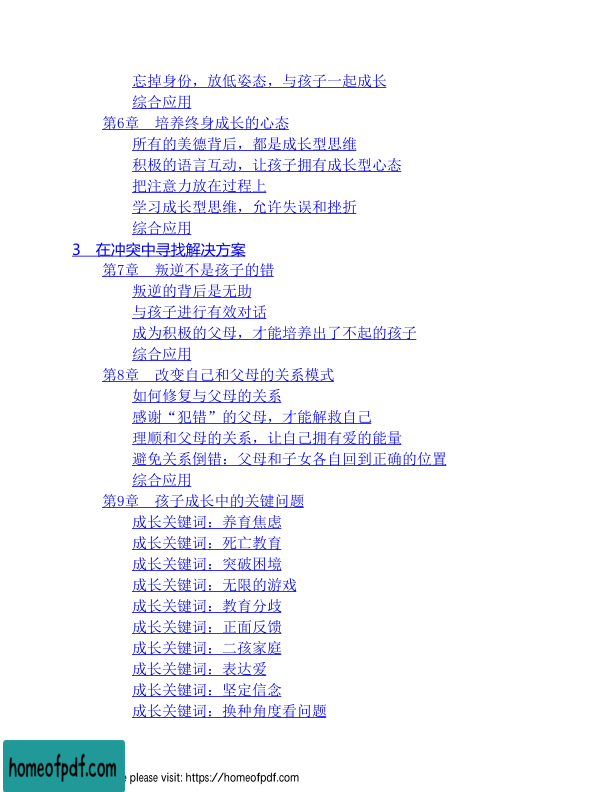 忘掉身份，放低姿态，与孩子一起成长
综合应用
第6章　培养终身成长的心态
所有的美德背后，都是成长型思维
积极的语言互动，让孩子拥有成长型心态
把注意力放在过程上
学习成长型思维，允许失误和挫折
综合应用
3　在冲突中寻找解决方案
第7章　叛逆不是孩子的错
叛逆的背后是无助
与孩子进行有效对话
成为积极的父母，才能培养出了不起的孩子
综合应用
第8章　改变自己和父母的关系模式
如何修复与父母的关系
感谢“犯错”的父母，才能解救自己
理顺和父母的关系，让自己拥有爱的能量
避免关系倒错：父母和子女各自回到正确的位置
综合应用
第9章　孩子成长中的关键问题
成长关键词：养育焦虑
成长关键词：死亡教育
成长关键词：突破困境
成长关键词：无限的游戏
成长关键词：教育分歧
成长关键词：正面反馈
成长关键词：二孩家庭
成长关键词：表达爱
成长关键词：坚定信念
成长关键词：换种角度看问题
homeofpdf.com
e please visit: https://homeofpdf.com